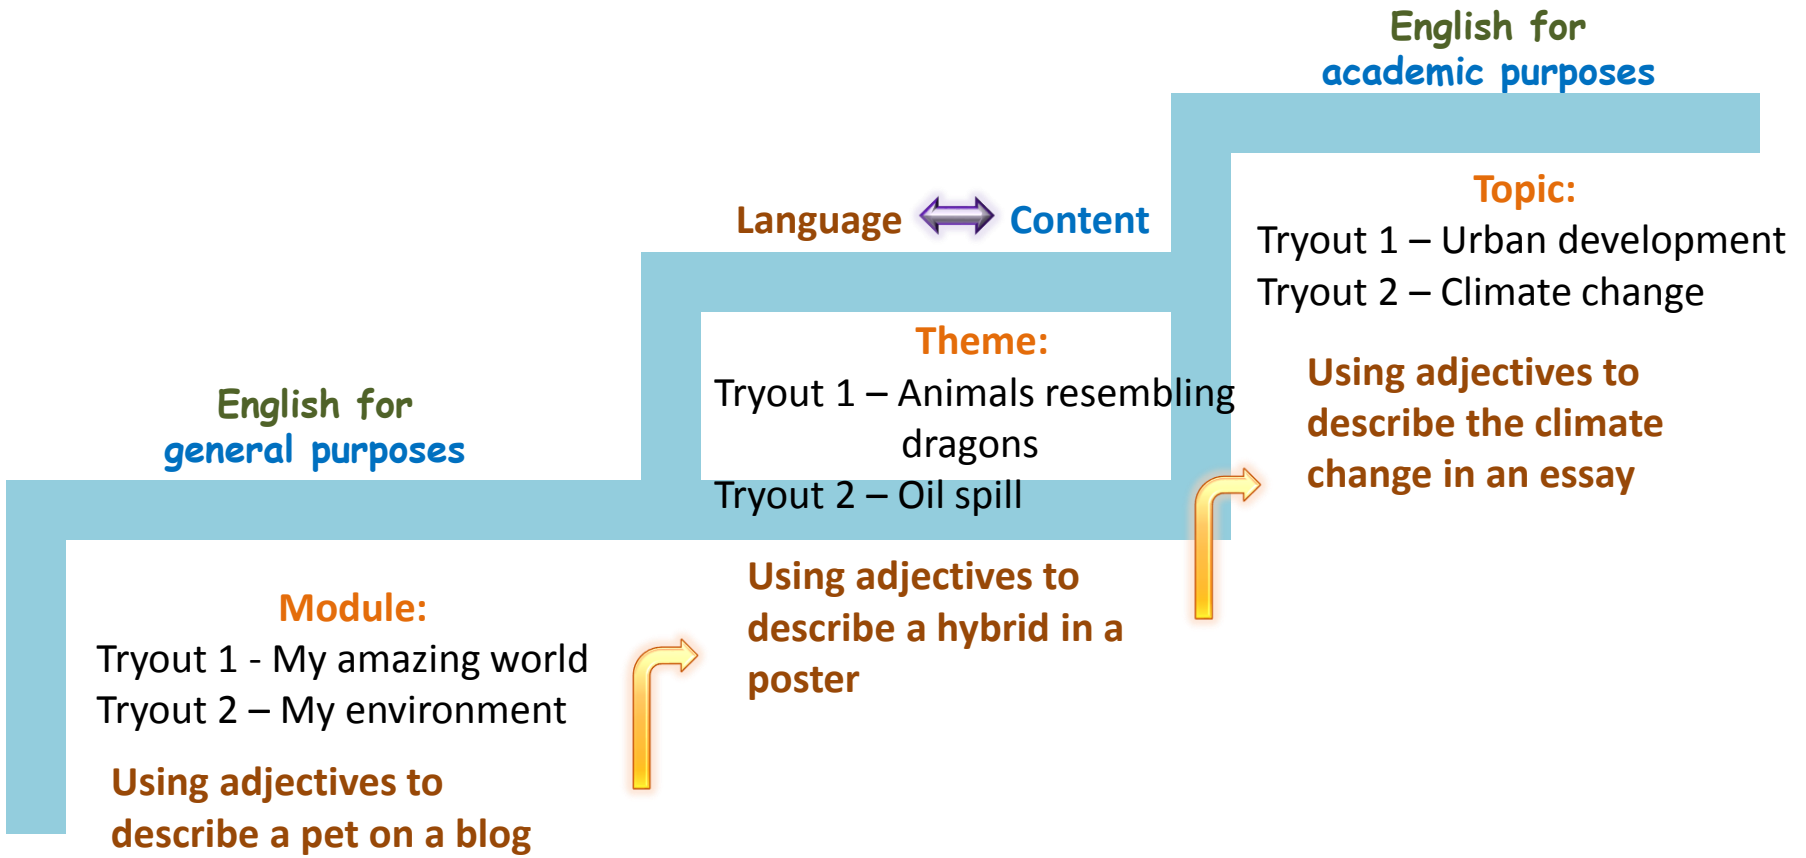 English for
general purposes
Module:
Tryout 1 - My amazing world
Tryout 2 – My environment
Using adjectives to
describe a pet on a blog
Language Content
Theme:
Tryout 1 – Animals resembling
dragons
Tryout 2 – Oil spill
Using adjectives to
describe a hybrid in a
poster
English for
academic purposes
Topic:
Tryout 1 – Urban development
Tryout 2 – Climate change
Using adjectives to
describe the climate
change in an essay